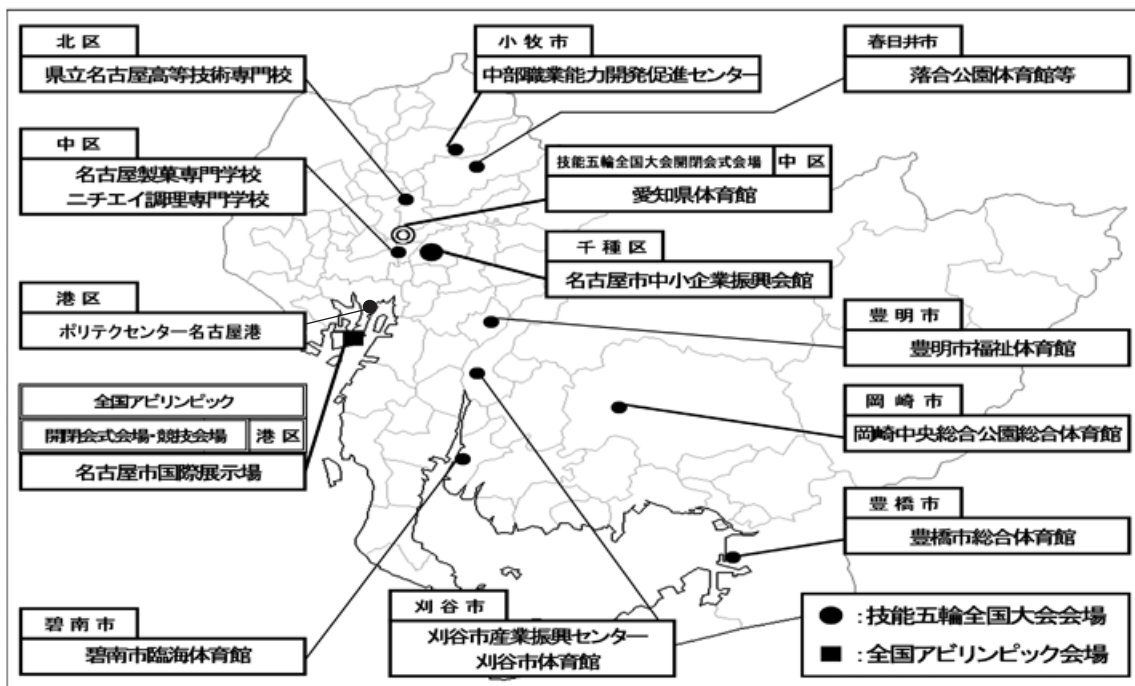 北区
県立名古屋高等技術専門校
小牧市
中部職業能力開発促進センター
春日井市
落合公園体育館等
中区
名古屋製菓専門学校
ニチエイ調理専門学校
技能五輪全国大会開閉会式会場 中区
愛知県体育館
千種区
名古屋市中小企業振興会館
港区
ポリテクセンター名古屋港
豊明市
豊明市福祉体育館
全国アビリンピック
開閉会式会場・競技会場 港区
名古屋市国際展示場
岡崎市
岡崎中央総合公園総合体育館
豊橋市
豊橋市総合体育館
碧南市
碧南市臨海体育館
刈谷市
刈谷市産業振興センター
刈谷市体育館
●:技能五輪全国大会会場
■:全国アビリンピック会場